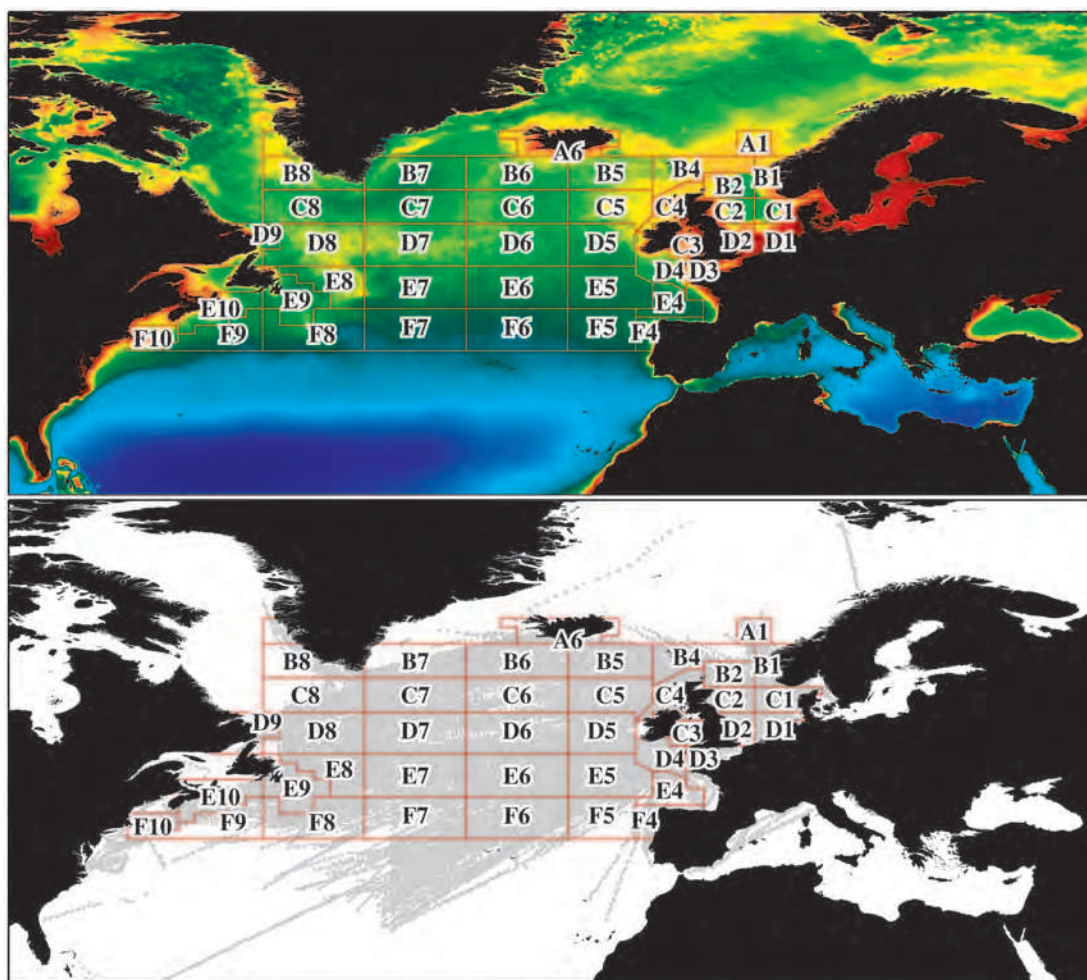 A1
A6
B8 B7 B6 B5 B4 B2 B1
C8 C7 C6 C5 C4 C2 C1
D9 D8 D7 D6 D5 C3 D2 D1
D4 D3
E10 E9 E8 E7 E6 E5 E4
F10 F9 F8 F7 F6 F5 F4
A1
A6
B8 B7 B6 B5 B4 B2 B1
C8 C7 C6 C5 C4 C2 C1
D9 D8 D7 D6 D5 C3 D2 D1
D4 D3
E10 E9 E8 E7 E6 E5 E4
F10 F9 F8 F7 F6 F5 F4